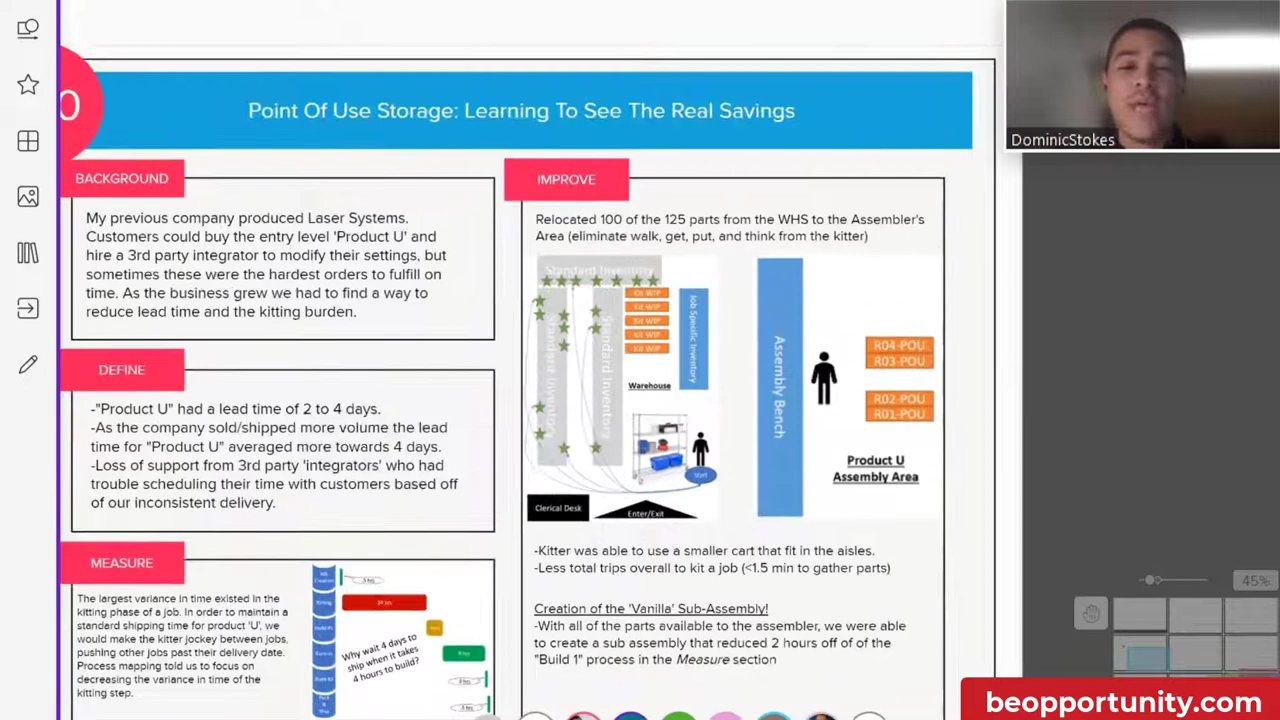 DominicStokes
0
Point Of Use Storage: Learning To See The Real Savings
BACKGROUND
My previous company produced Laser Systems.
Customers could buy the entry level 'Product U' and
hire a 3rd party integrator to modify their settings, but
sometimes these were the hardest orders to fulfill on
time. As the business grew we had to find a way to
reduce lead time and the kitting burden.
DEFINE
-"Product U" had a lead time of 2 to 4 days.
-As the company sold/shipped more volume the lead
time for "Product U" averaged more towards 4 days.
-Loss of support from 3rd party 'integrators' who had
trouble scheduling their time with customers based off
of our inconsistent delivery.
MEASURE
The largest variance in time existed in the
kitting phase of a job. In order to maintain a
standard shipping time for product 'U', we
would make the kitter jockey between jobs,
pushing other jobs past their delivery date.
Process mapping told us to focus on
decreasing the variance in time of the
kitting step.
Why wait 4 days to
ship when it takes
4 hours to build?
IMPROVE
Relocated 100 of the 125 parts from the WHS to the Assembler's
Area (eliminate walk, get, put, and think from the kitter)
Standard Inventory
Standard Inventory
Standard Inventory
Kit WIP
Kit WIP
Kit WIP
Kit WIP
Kit WIP
Job Specific Inventory
Warehouse
START
Clerical Desk
Enter/Exit
Assembly Bench
R04-POU
R03-POU
R02-POU
R01-POU
Product U
Assembly Area
-Kitter was able to use a smaller cart that fit in the aisles.
-Less total trips overall to kit a job (<1.5 min to gather parts)
Creation of the 'Vanilla' Sub-Assembly!
-With all of the parts available to the assembler, we were able
to create a sub assembly that reduced 2 hours off of of the
"Build 1" process in the Measure section
45%
beopportunity.com